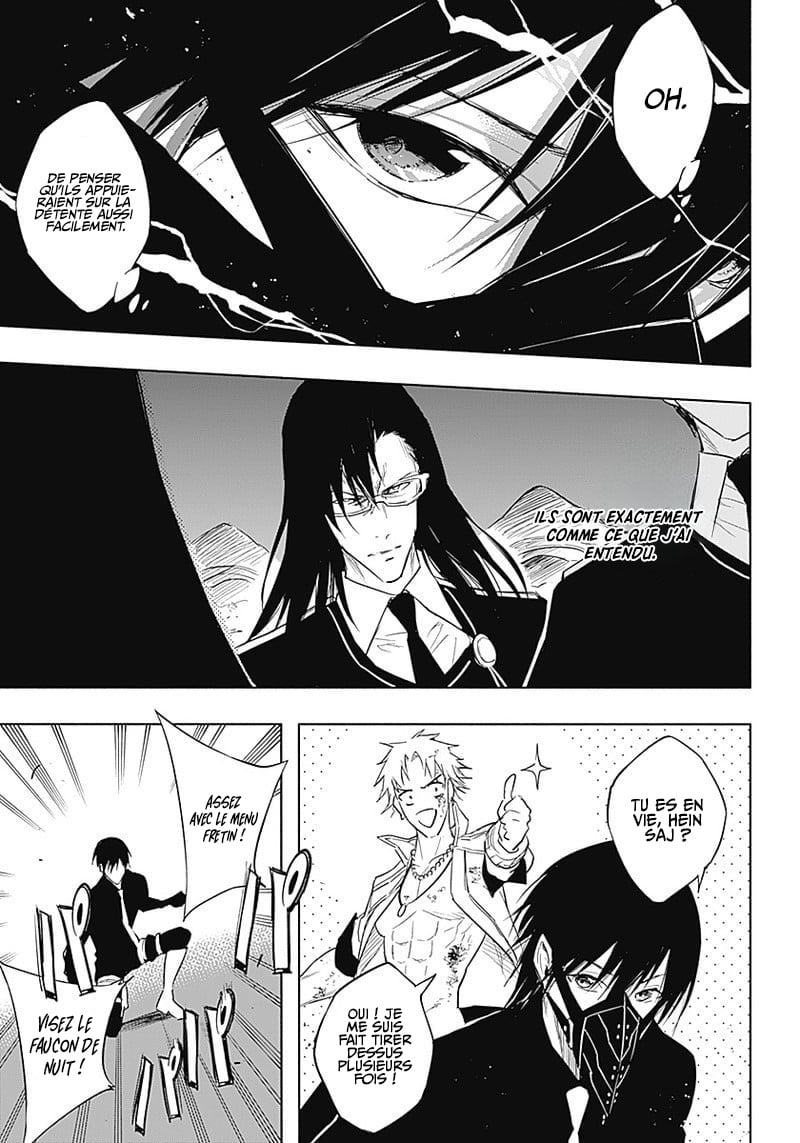 OH.
DE PENSER
QU'ILS APPUIE-
RAIENT SUR LA
DÉTENTE AUSSI
FACILEMENT.
ILS SONT EXACTEMENT
COMME CE QUE J'AI
ENTENDU.
TU ES EN
VIE, HEIN
SAJ ?
OUI ! JE
ME SUIS
FAIT TIRER
DESSUS
PLUSIEURS
FOIS !
ASSEZ
AVEC LE MENU
FRETIN !
VISEZ LE
FAUCON DE
NUIT !